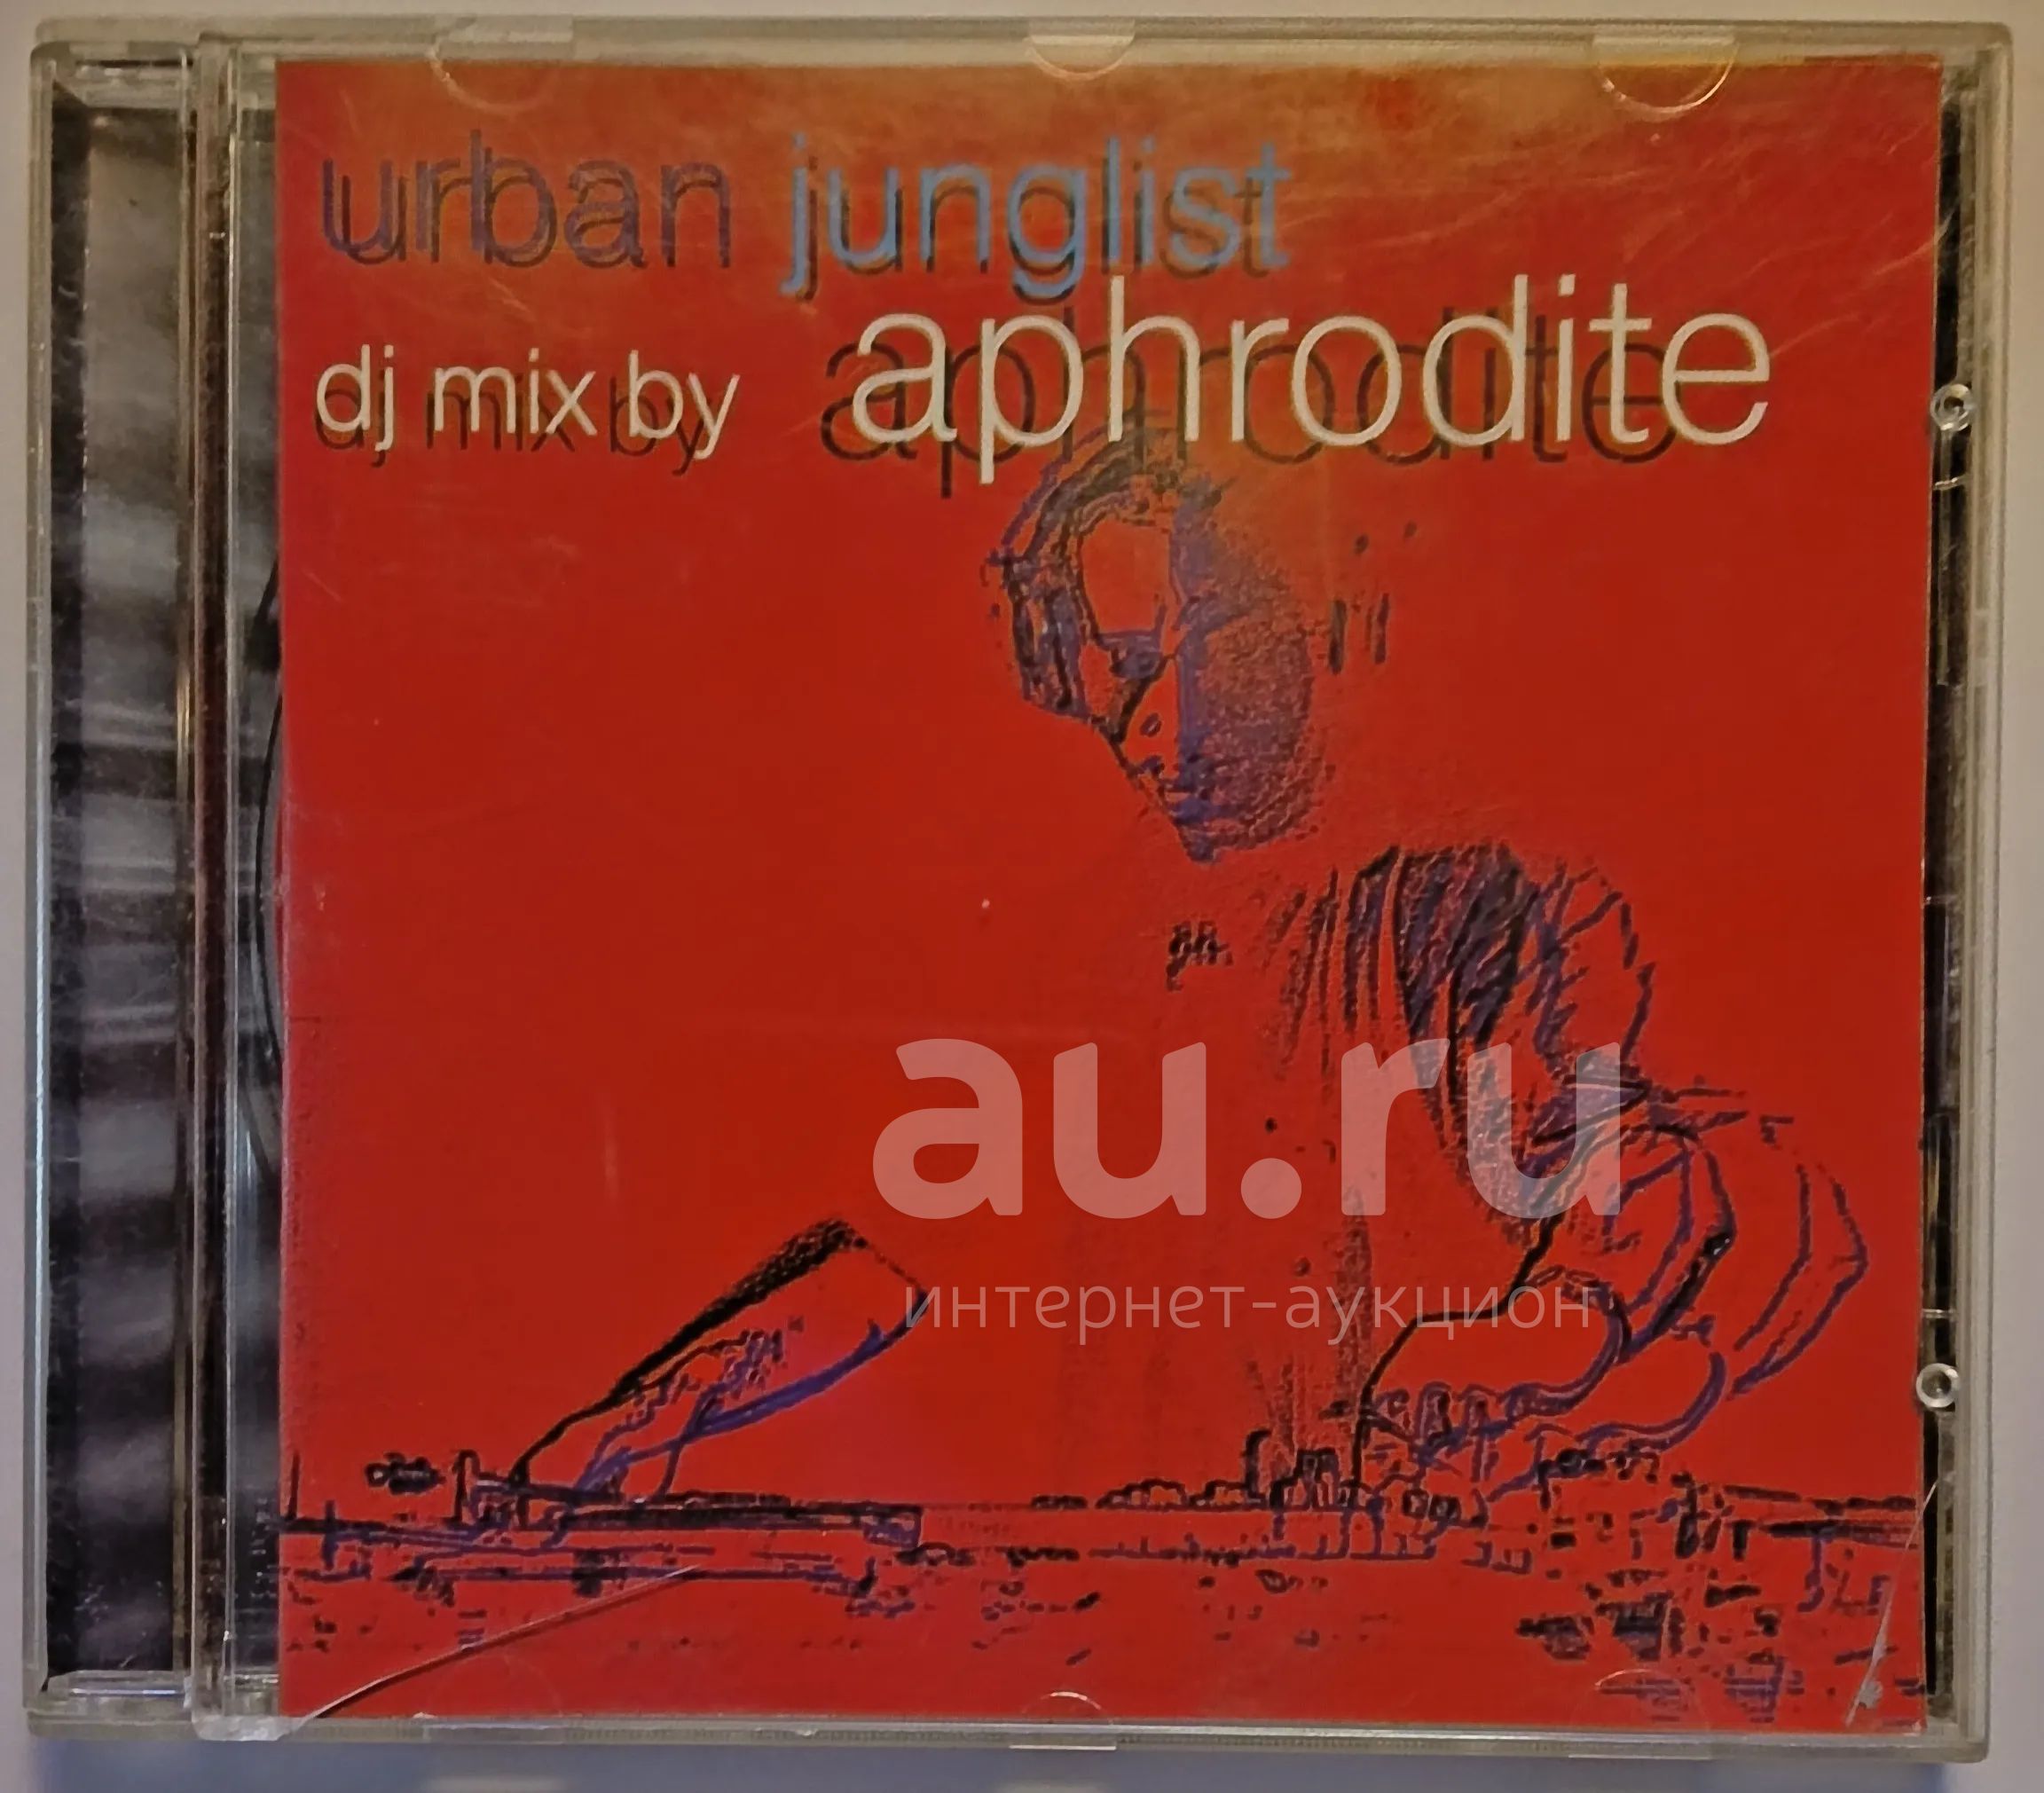 urban junglist
dj mix by aphrodite
au.ru
интернет-аукцион